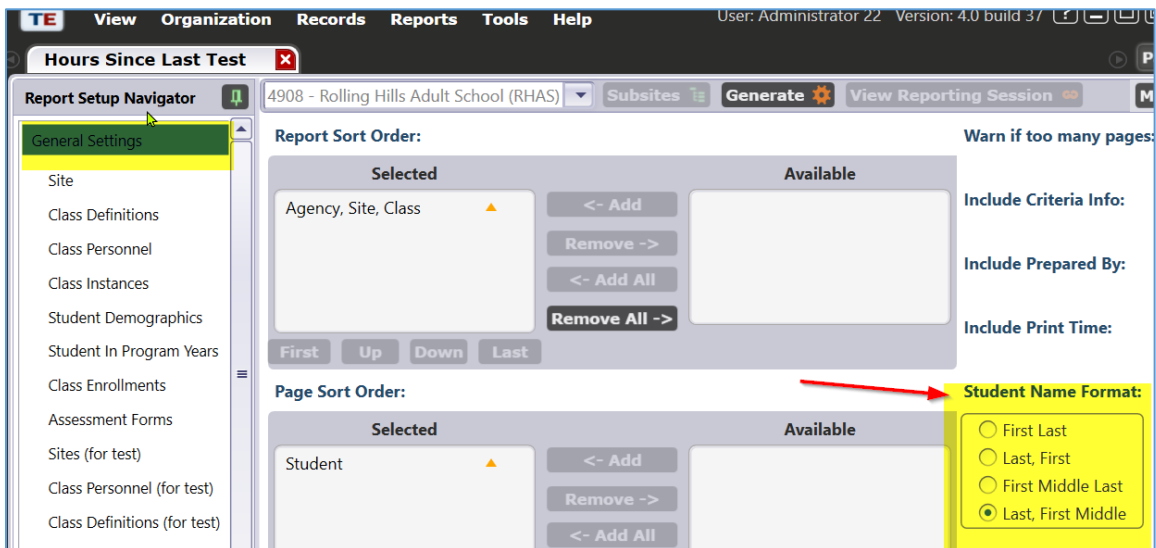 TE View Organization Records Reports Tools Help User: Administrator 22 Version: 4.0 build 37 ?
Hours Since Last Test
Report Setup Navigator
4908 - Rolling Hills Adult School (RHAS) Subsites Generate View Reporting Session
General Settings
Site
Class Definitions
Class Personnel
Class Instances
Student Demographics
Student In Program Years
Class Enrollments
Assessment Forms
Sites (for test)
Class Personnel (for test)
Class Definitions (for test)
Report Sort Order:
Selected
Available
Agency, Site, Class
<- Add
Remove ->
<- Add All
Remove All ->
First Up Down Last
Page Sort Order:
Selected
Available
Student
<- Add
Remove ->
<- Add All
Warn if too many pages:
Include Criteria Info:
Include Prepared By:
Include Print Time:
Student Name Format:
First Last
Last, First
First Middle Last
Last, First Middle